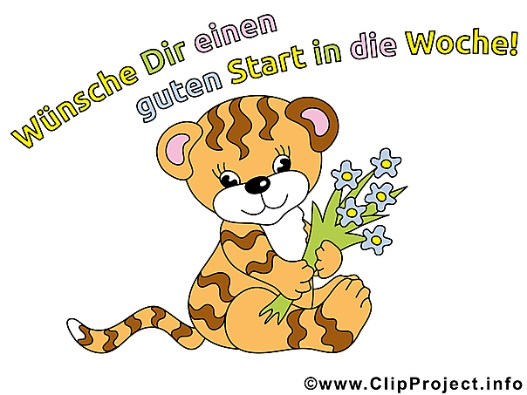 Wünsche Dir einen
guten Start in die Woche!
©www.ClipProject.info